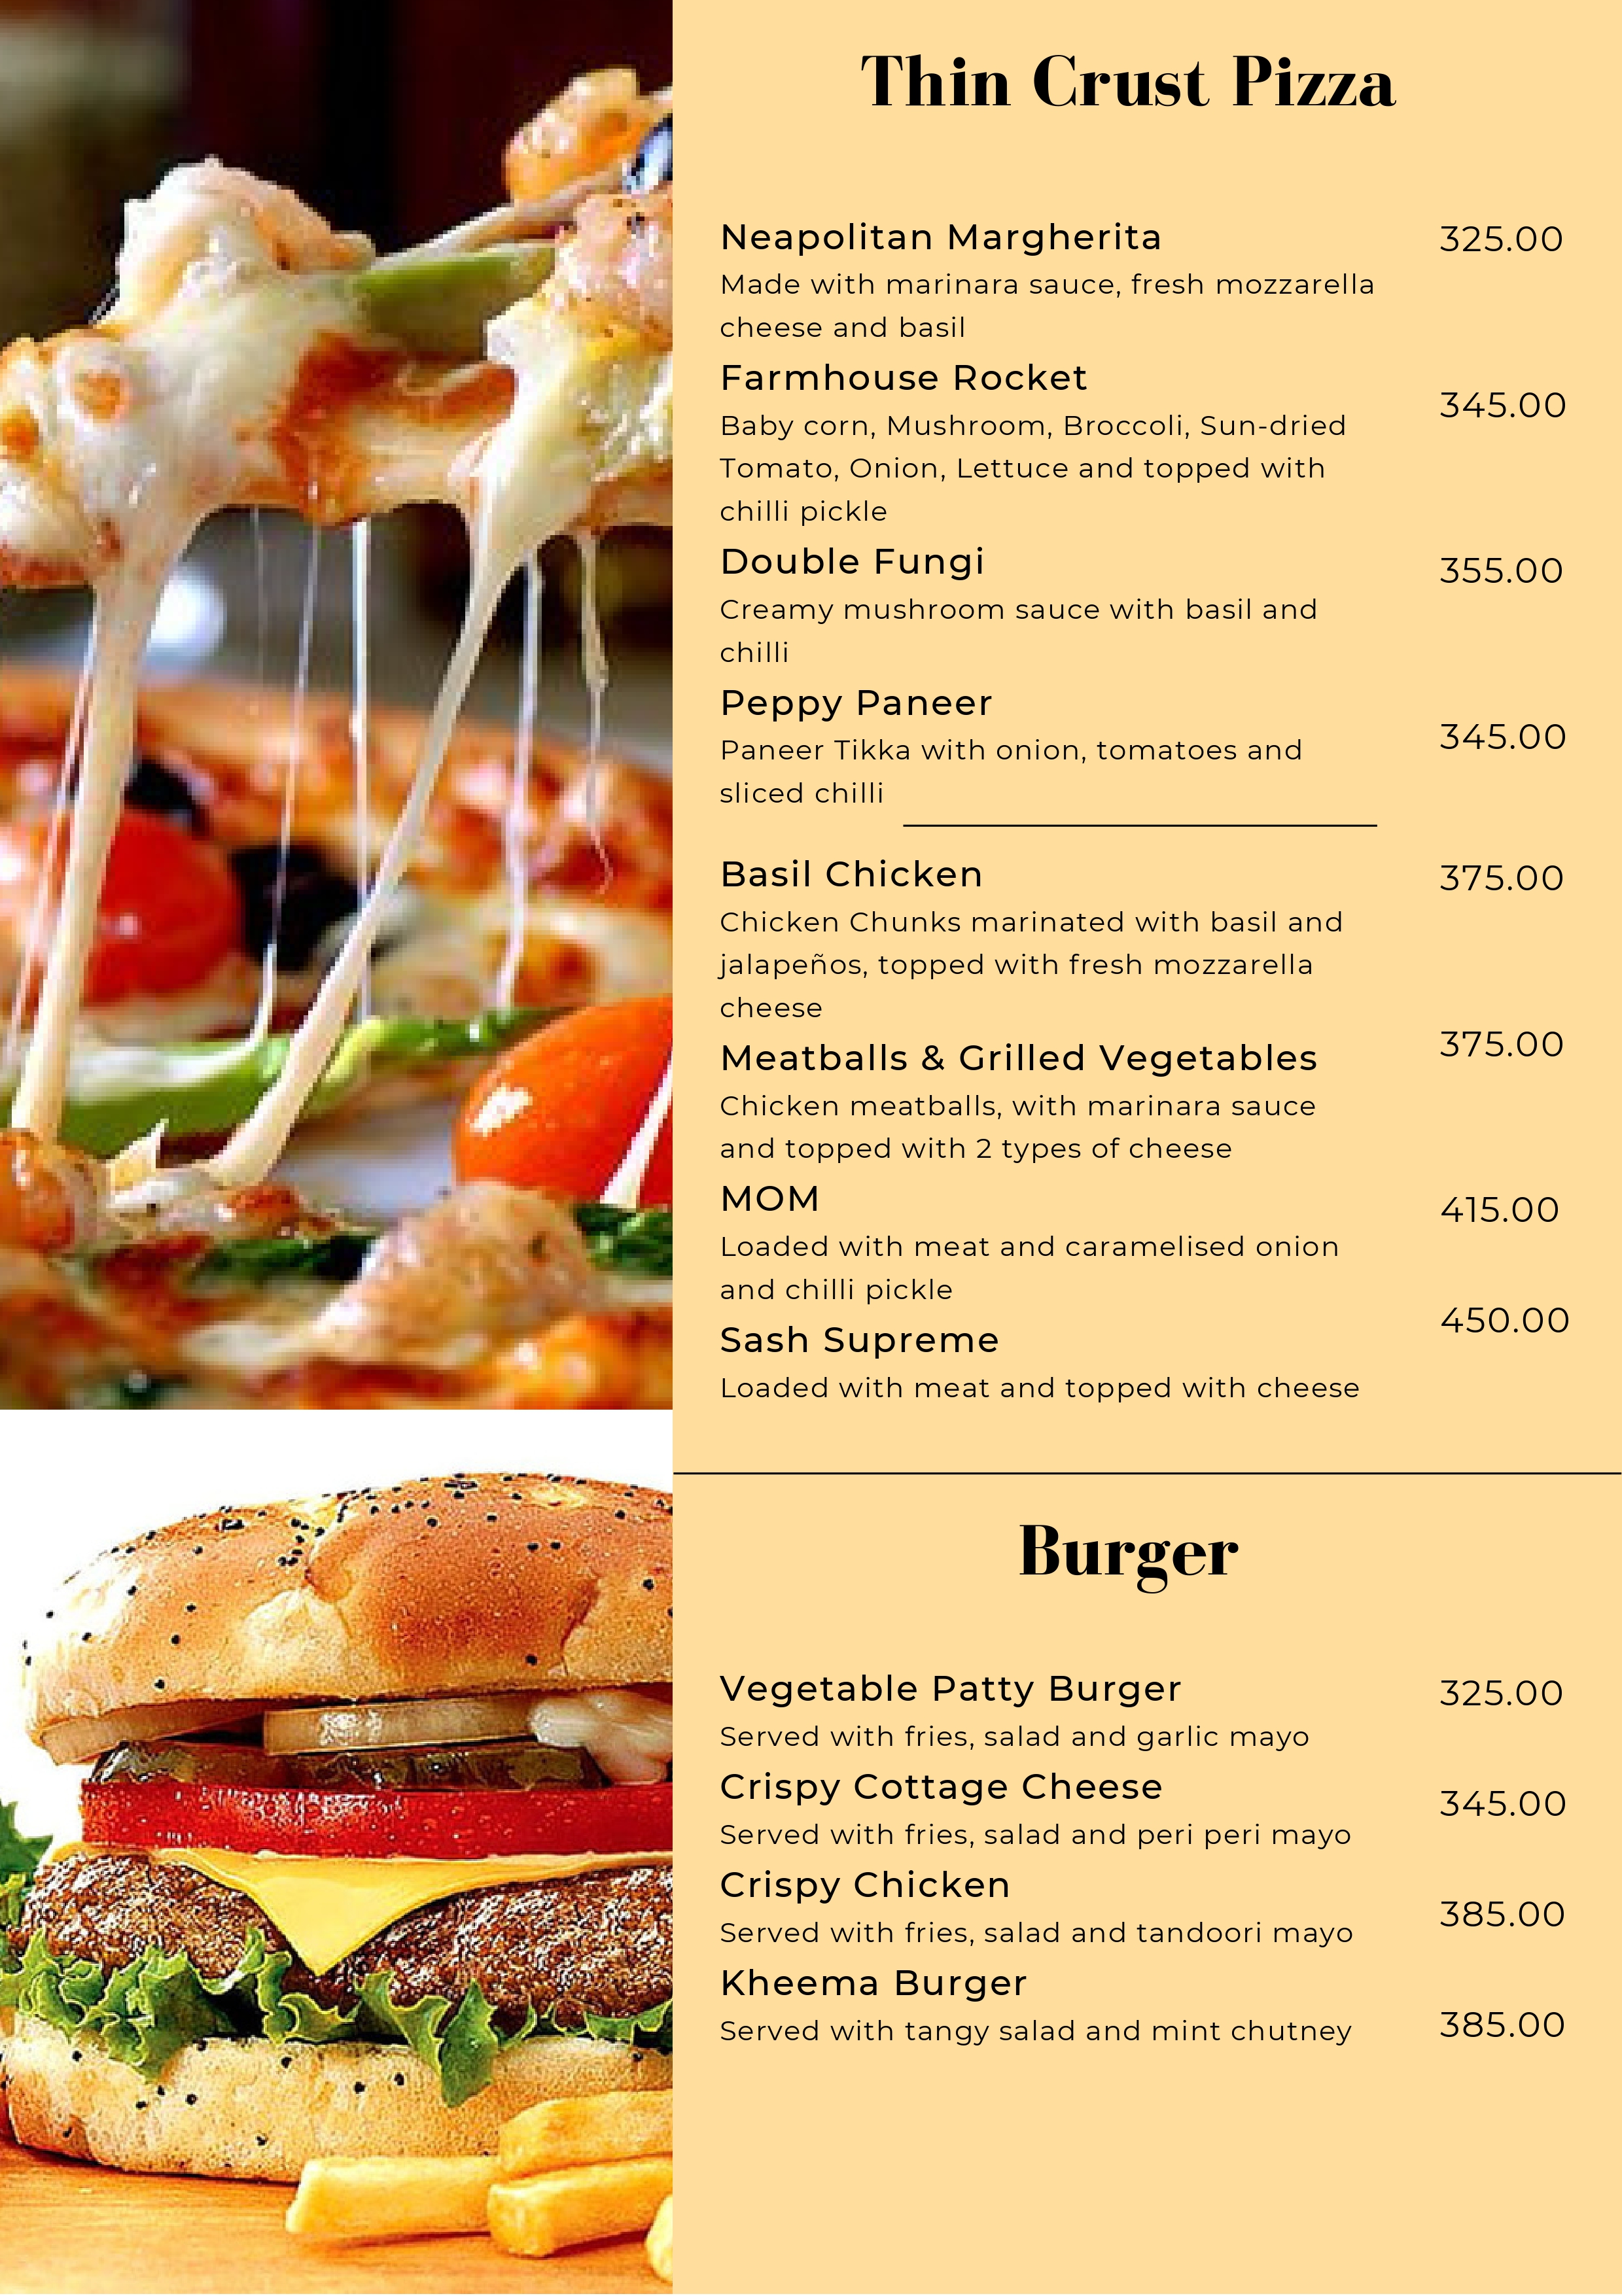 Thin Crust Pizza
Neapolitan Margherita 325.00
Made with marinara sauce, fresh mozzarella
cheese and basil
Farmhouse Rocket 345.00
Baby corn, Mushroom, Broccoli, Sun-dried
Tomato, Onion, Lettuce and topped with
chilli pickle
Double Fungi 355.00
Creamy mushroom sauce with basil and
chilli
Peppy Paneer 345.00
Paneer Tikka with onion, tomatoes and
sliced chilli
Basil Chicken 375.00
Chicken Chunks marinated with basil and
jalapeños, topped with fresh mozzarella
cheese
Meatballs & Grilled Vegetables 375.00
Chicken meatballs, with marinara sauce
and topped with 2 types of cheese
MOM 415.00
Loaded with meat and caramelised onion
and chilli pickle
Sash Supreme 450.00
Loaded with meat and topped with cheese
Burger
Vegetable Patty Burger 325.00
Served with fries, salad and garlic mayo
Crispy Cottage Cheese 345.00
Served with fries, salad and peri peri mayo
Crispy Chicken 385.00
Served with fries, salad and tandoori mayo
Kheema Burger 385.00
Served with tangy salad and mint chutney